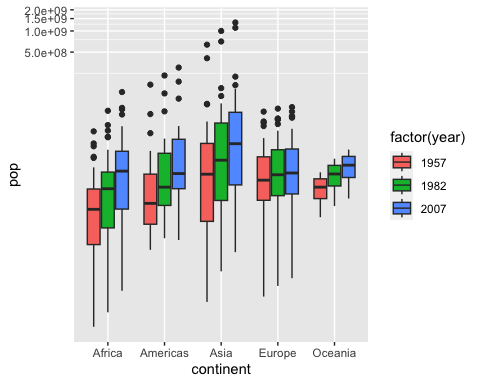 2.0e+09
1.5e+09
1.0e+09
5.0e+08
pop
Africa Americas Asia Europe Oceania
continent
factor(year)
1957
1982
2007